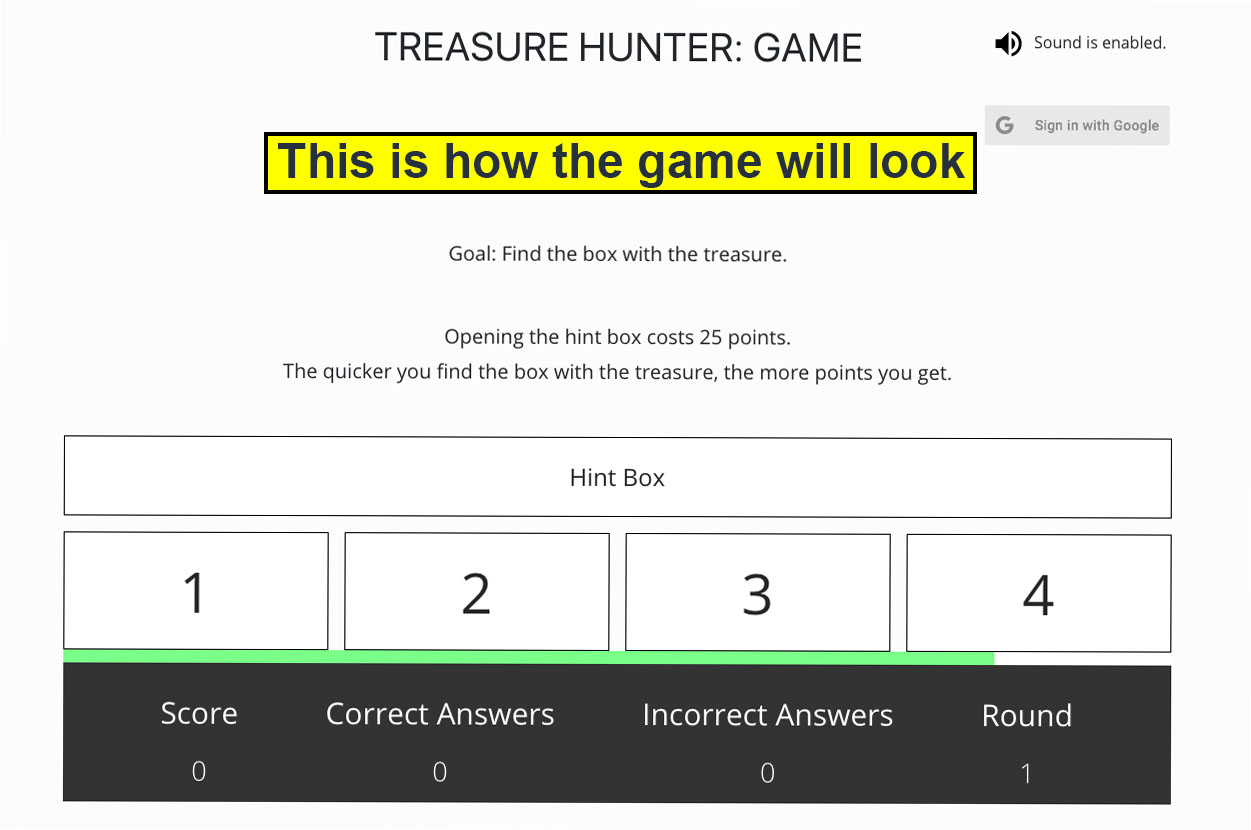 TREASURE HUNTER: GAME
Sound is enabled.
Sign in with Google
This is how the game will look
Goal: Find the box with the treasure.
Opening the hint box costs 25 points.
The quicker you find the box with the treasure, the more points you get.
Hint Box
1 2 3 4
Score Correct Answers Incorrect Answers Round
0 0 0 1